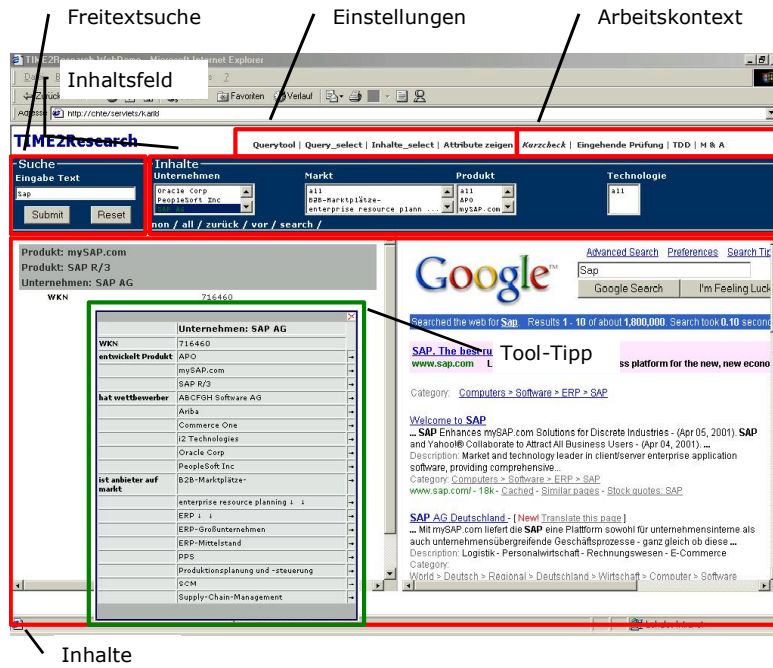 Freitextsuche
Einstellungen
Arbeitskontext
TIME2Research WebDemo - Microsoft Internet Explorer
Inhaltsfeld
?
Zurück
Favoriten
Verlauf
Adresse
http://chte/servlets/karib
TIME2Research
Querytool | Query_select | Inhalte_select | Attribute zeigen
Kurzcheck | Eingehende Prüfung | TDD | M & A
Suche
Eingabe Text
Sap
Submit Reset
Inhalte
Unternehmen Markt Produkt Technologie
Oracle Corp
PeopleSoft Inc
SAP AG
all
B2B-Marktplätze-
enterprise resource plann ...
all
APO
mySAP.com
all
non / all / zurück / vor / search /
Produkt: mySAP.com
Produkt: SAP R/3
Unternehmen: SAP AG
WKN 716460
Unternehmen: SAP AG
WKN 716460
entwickelt Produkt APO
mySAP.com
SAP R/3
hat wettbewerber ABCFGH Software AG
Ariba
Commerce One
i2 Technologies
Oracle Corp
PeopleSoft Inc
ist anbieter auf markt B2B-Marktplätze-
enterprise resource planning ↓ ↓
ERP ↓ ↓
ERP-Großunternehmen
ERP-Mittelstand
PPS
Produktionsplanung und -steuerung
SCM
Supply-Chain-Management
Google™
Advanced Search Preferences Search Tip
Sap
Google Search I'm Feeling Luck
Searched the web for Sap. Results 1 - 10 of about 1,800,000. Search took 0.10 second
SAP. The best ru
www.sap.com L
ss platform for the new, new econo
Tool-Tipp
Category: Computers > Software > ERP > SAP
Welcome to SAP
... SAP Enhances mySAP.com Solutions for Discrete Industries - (Apr 05, 2001). SAP
and Yahoo!® Collaborate to Attract All Business Users - (Apr 04, 2001). ...
Description: Market and technology leader in client/server enterprise application
software, providing comprehensive...
Category: Computers > Software > ERP > SAP
www.sap.com/ - 18k - Cached - Similar pages - Stock quotes: SAP
SAP AG Deutschland - [ New! Translate this page ]
... Mit mySAP.com liefert die SAP eine Plattform sowohl für unternehmensinterne als
auch unternehmensübergreifende Geschäftsprozesse - ganz gleich ob diese ...
Description: Logistik - Personalwirtschaft - Rechnungswesen - E-Commerce
Category:
World > Deutsch > Regional > Deutschland > Wirtschaft > Computer > Software
Inhalte